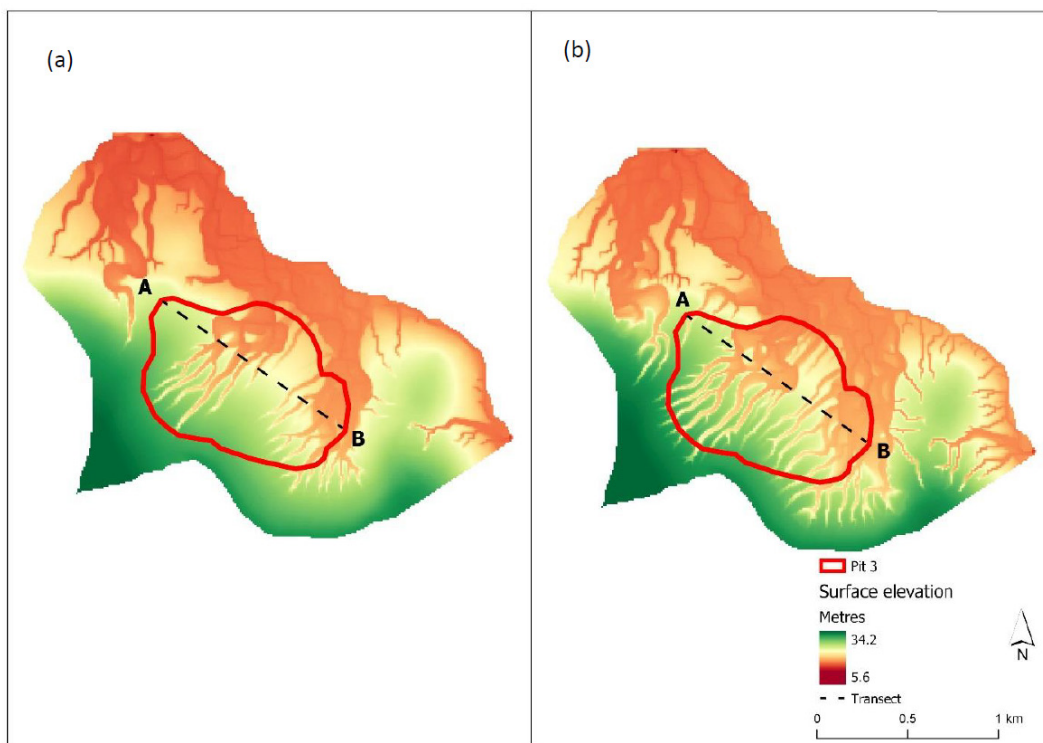 (a)
(b)
A
B
A
B
Pit 3
Surface elevation
Metres
34.2
5.6
Transect
N
0 0.5 1 km